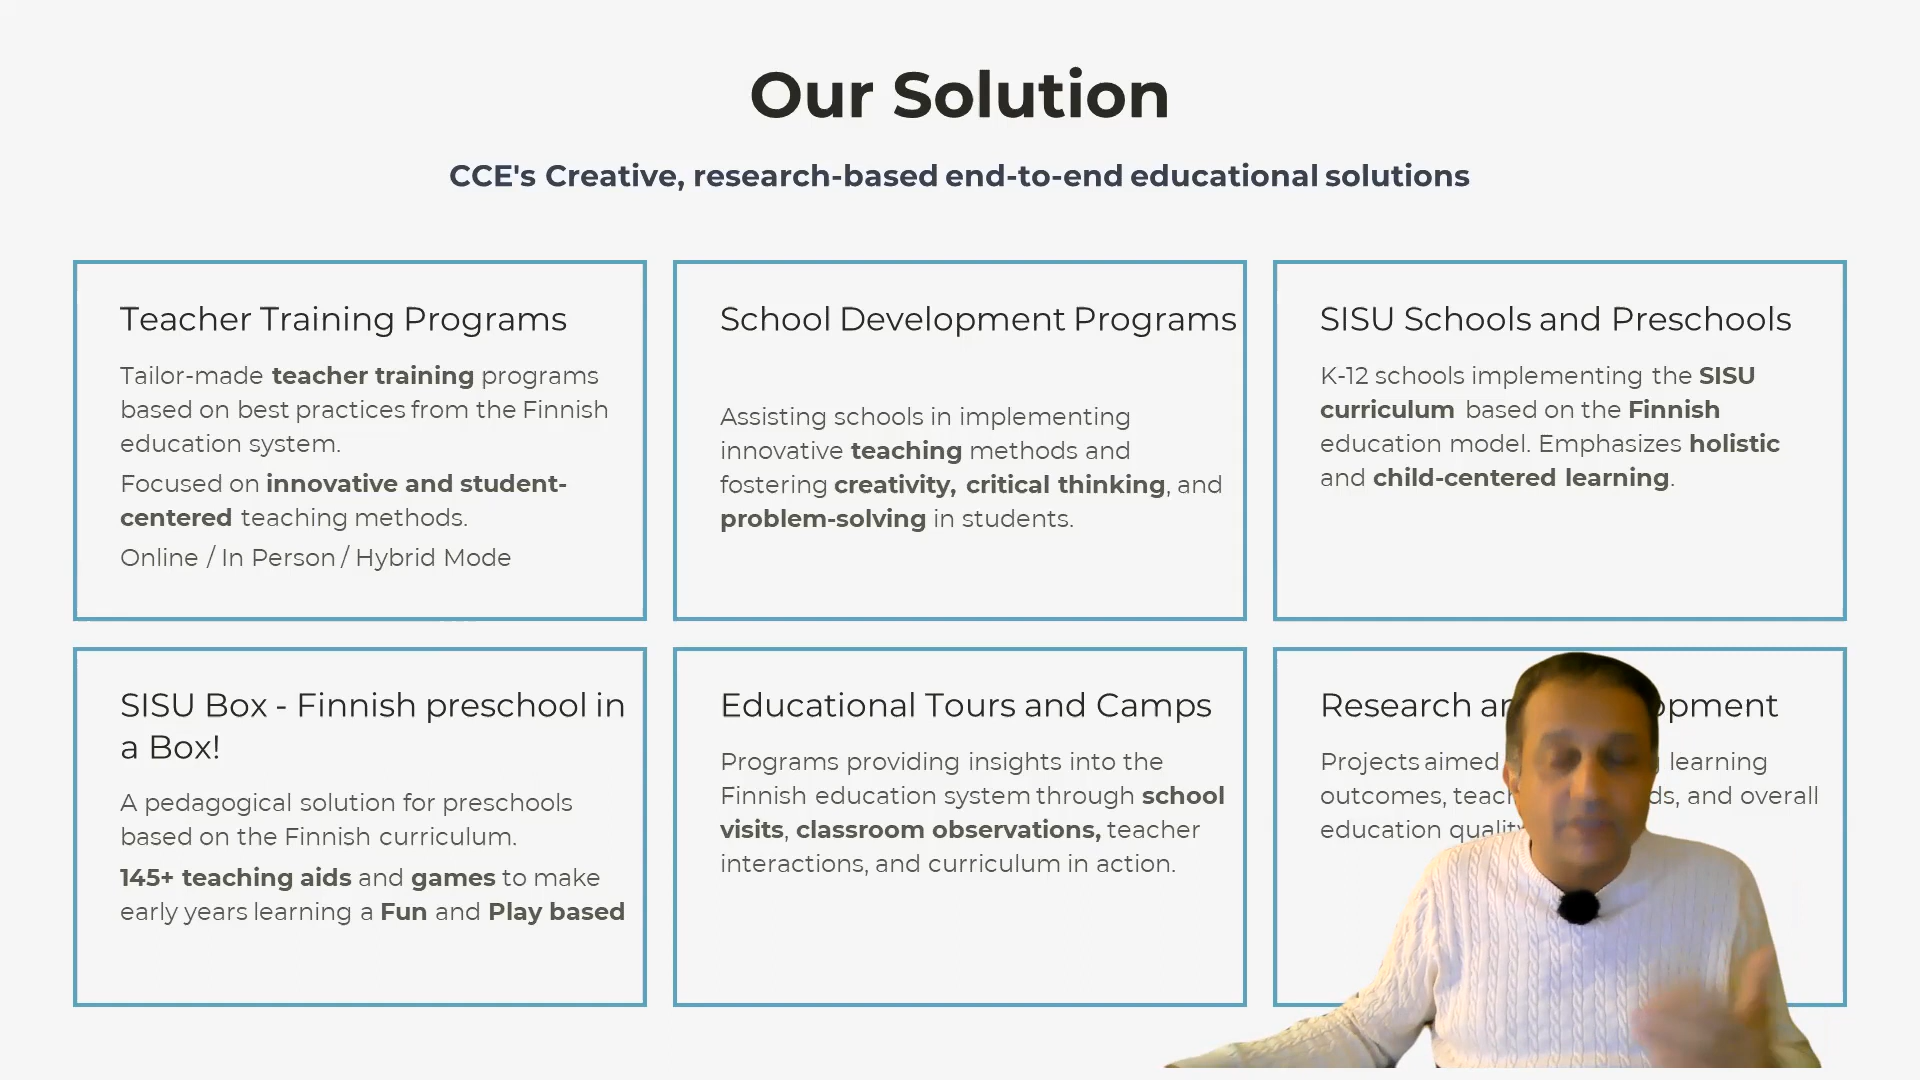 Our Solution
CCE's Creative, research-based end-to-end educational solutions
Teacher Training Programs
Tailor-made teacher training programs
based on best practices from the Finnish
education system.
Focused on innovative and student-
centered teaching methods.
Online / In Person / Hybrid Mode
School Development Programs
Assisting schools in implementing
innovative teaching methods and
fostering creativity, critical thinking, and
problem-solving in students.
SISU Schools and Preschools
K-12 schools implementing the SISU
curriculum based on the Finnish
education model. Emphasizes holistic
and child-centered learning.
SISU Box - Finnish preschool in
a Box!
A pedagogical solution for preschools
based on the Finnish curriculum.
145+ teaching aids and games to make
early years learning a Fun and Play based
Educational Tours and Camps
Programs providing insights into the
Finnish education system through school
visits, classroom observations, teacher
interactions, and curriculum in action.
Research
Projects aimed learning
outcomes, and overall
education